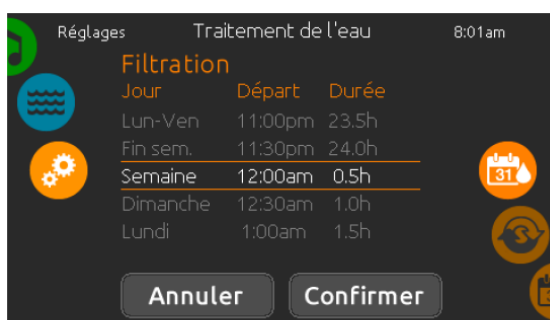 Réglages Traitement de l'eau 8:01am
Filtration
Jour Départ Durée
Lun-Ven 11:00pm 23.5h
Fin sem. 11:30pm 24.0h
Semaine 12:00am 0.5h
31
Dimanche 12:30am 1.0h
Lundi 1:00am 1.5h
Annuler Confirmer